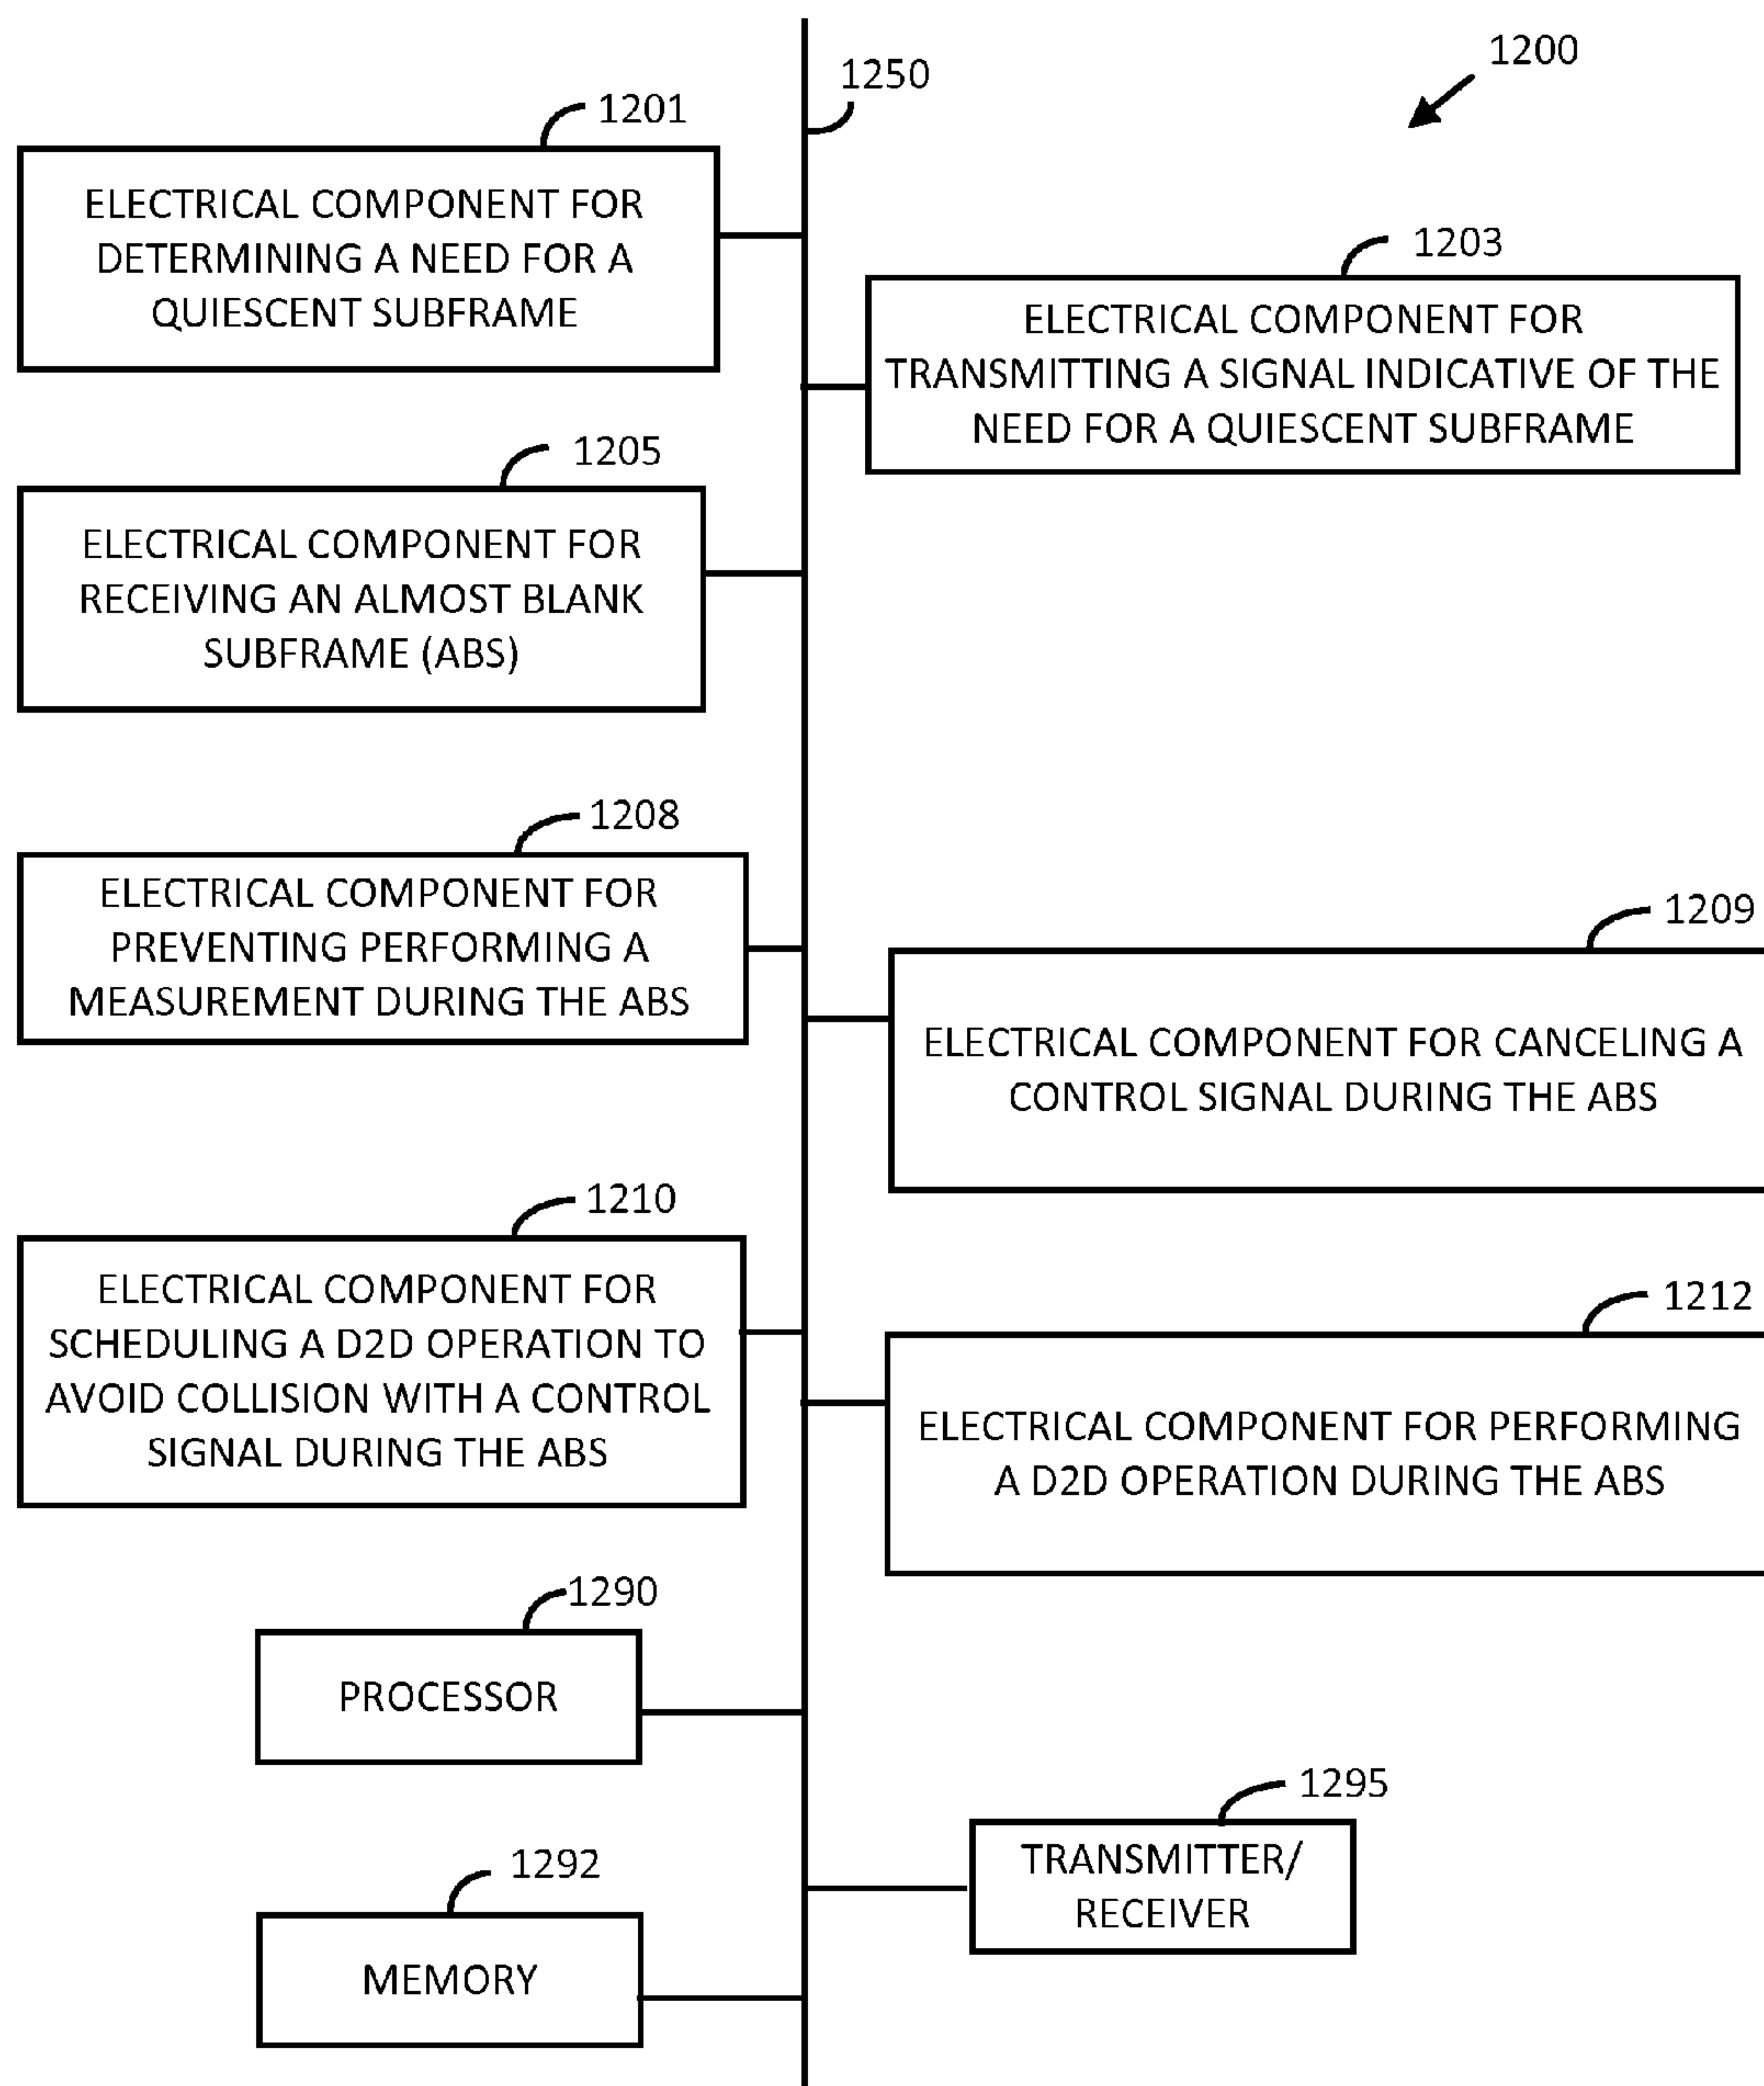 1200
1250
1201
ELECTRICAL COMPONENT FOR
DETERMINING A NEED FOR A
QUIESCENT SUBFRAME
1203
ELECTRICAL COMPONENT FOR
TRANSMITTING A SIGNAL INDICATIVE OF THE
NEED FOR A QUIESCENT SUBFRAME
1205
ELECTRICAL COMPONENT FOR
RECEIVING AN ALMOST BLANK
SUBFRAME (ABS)
1208
ELECTRICAL COMPONENT FOR
PREVENTING PERFORMING A
MEASUREMENT DURING THE ABS
1209
ELECTRICAL COMPONENT FOR CANCELING A
CONTROL SIGNAL DURING THE ABS
1210
ELECTRICAL COMPONENT FOR
SCHEDULING A D2D OPERATION TO
AVOID COLLISION WITH A CONTROL
SIGNAL DURING THE ABS
1212
ELECTRICAL COMPONENT FOR PERFORMING
A D2D OPERATION DURING THE ABS
1290
PROCESSOR
1295
TRANSMITTER/
RECEIVER
1292
MEMORY